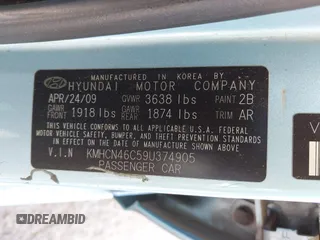 MANUFACTURED IN KOREA BY
HYUNDAI MOTOR COMPANY
APR/24/09 GVWR 3638 lbs PAINT 2B
GAWR FRONT 1918 lbs GAWR REAR 1874 lbs TRIM AR
THIS VEHICLE CONFORMS TO ALL APPLICABLE U.S.
FEDERAL MOTOR VEHICLE SAFETY,
BUMPER, AND THEFT PREVENTION STANDARDS
IN EFFECT ON THE DATE OF MANUFACTURE
SHOWN ABOVE.
V.I.N KMHCN46C59U374905
PASSENGER CAR
V
DREAMBID